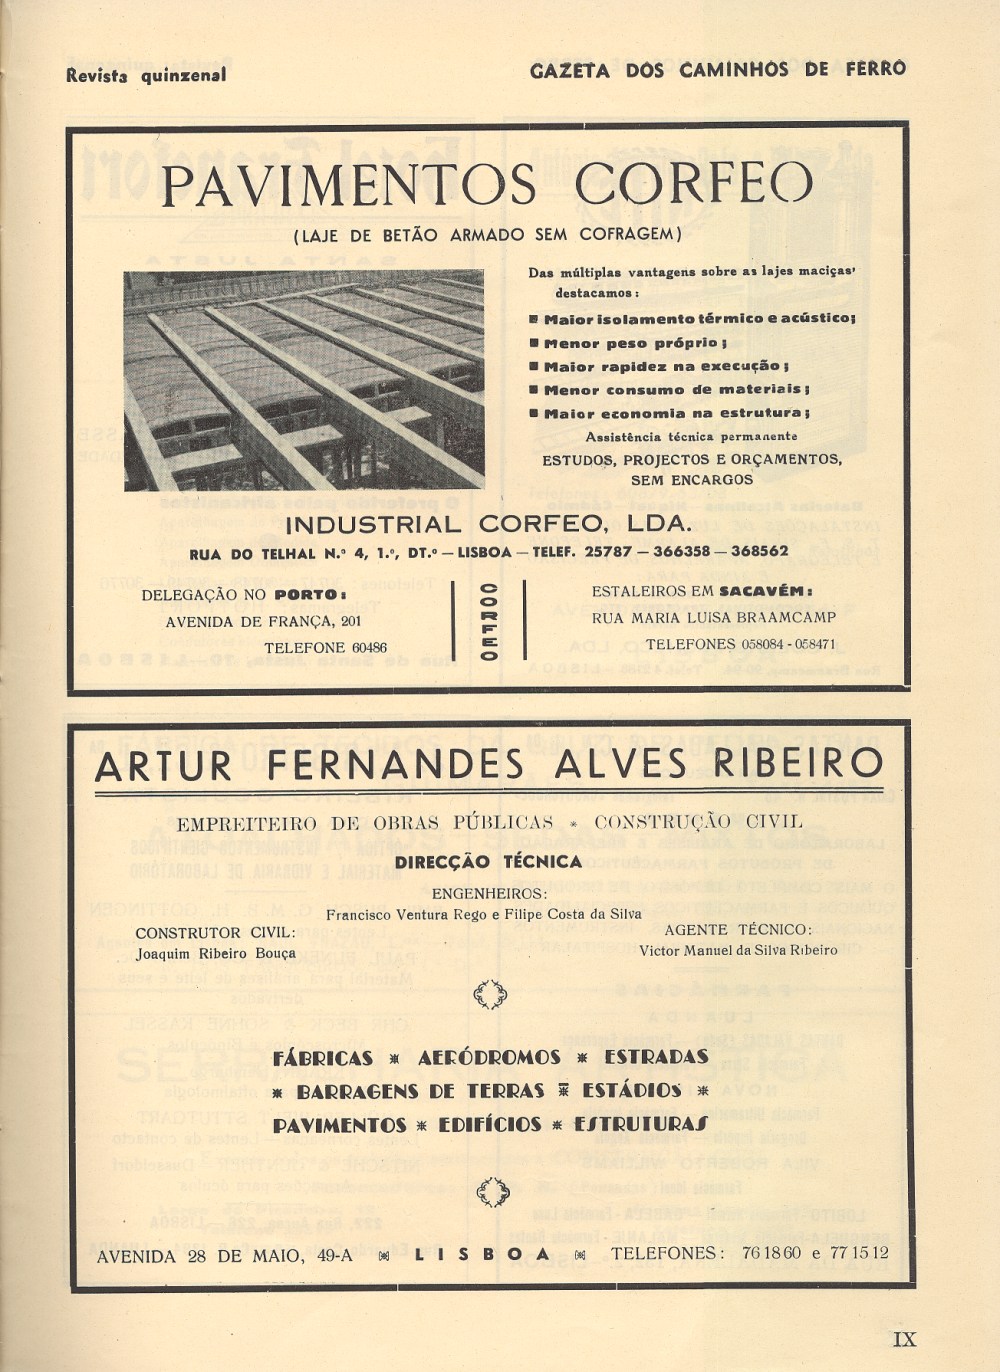 Revista quinzenal
GAZETA DOS CAMINHOS DE FERRO
PAVIMENTOS CORFEO
(LAJE DE BETÃO ARMADO SEM COFRAGEM)
Das múltiplas vantagens sobre as lajes maciças'
destacamos :
■ Maior isolamento térmico e acústico;
■ Menor peso próprio ;
■ Maior rapidez na execução ;
■ Menor consumo de materiais ;
■ Maior economia na estrutura ;
Assistência técnica permanente
ESTUDOS, PROJECTOS E ORÇAMENTOS,
SEM ENCARGOS
INDUSTRIAL CORFEO, LDA.
RUA DO TELHAL N.º 4, 1.º, DT.º — LISBOA — TELEF. 25787 — 366358 — 368562
DELEGAÇÃO NO PORTO :
AVENIDA DE FRANÇA, 201
TELEFONE 60486
CORFEO
ESTALEIROS EM SACAVÉM :
RUA MARIA LUISA BRAAMCAMP
TELEFONES 058084 - 058471
ARTUR FERNANDES ALVES RIBEIRO
EMPREITEIRO DE OBRAS PÚBLICAS * CONSTRUÇÃO CIVIL
DIRECÇÃO TÉCNICA
ENGENHEIROS:
Francisco Ventura Rego e Filipe Costa da Silva
CONSTRUTOR CIVIL:
Joaquim Ribeiro Bouça
AGENTE TÉCNICO:
Victor Manuel da Silva Ribeiro
FÁBRICAS * AERÓDROMOS * ESTRADAS
* BARRAGENS DE TERRAS * ESTÁDIOS *
PAVIMENTOS * EDIFÍCIOS * ESTRUTURAS
AVENIDA 28 DE MAIO, 49-A LISBOA TELEFONES: 76 18 60 e 77 15 12
IX